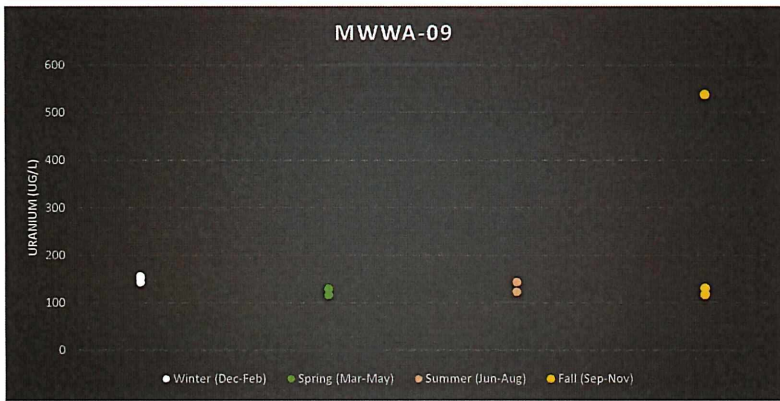 MWWA-09
600
500
400
300
200
100
0
URANIUM (UG/L)
Winter (Dec-Feb) Spring (Mar-May) Summer (Jun-Aug) Fall (Sep-Nov)